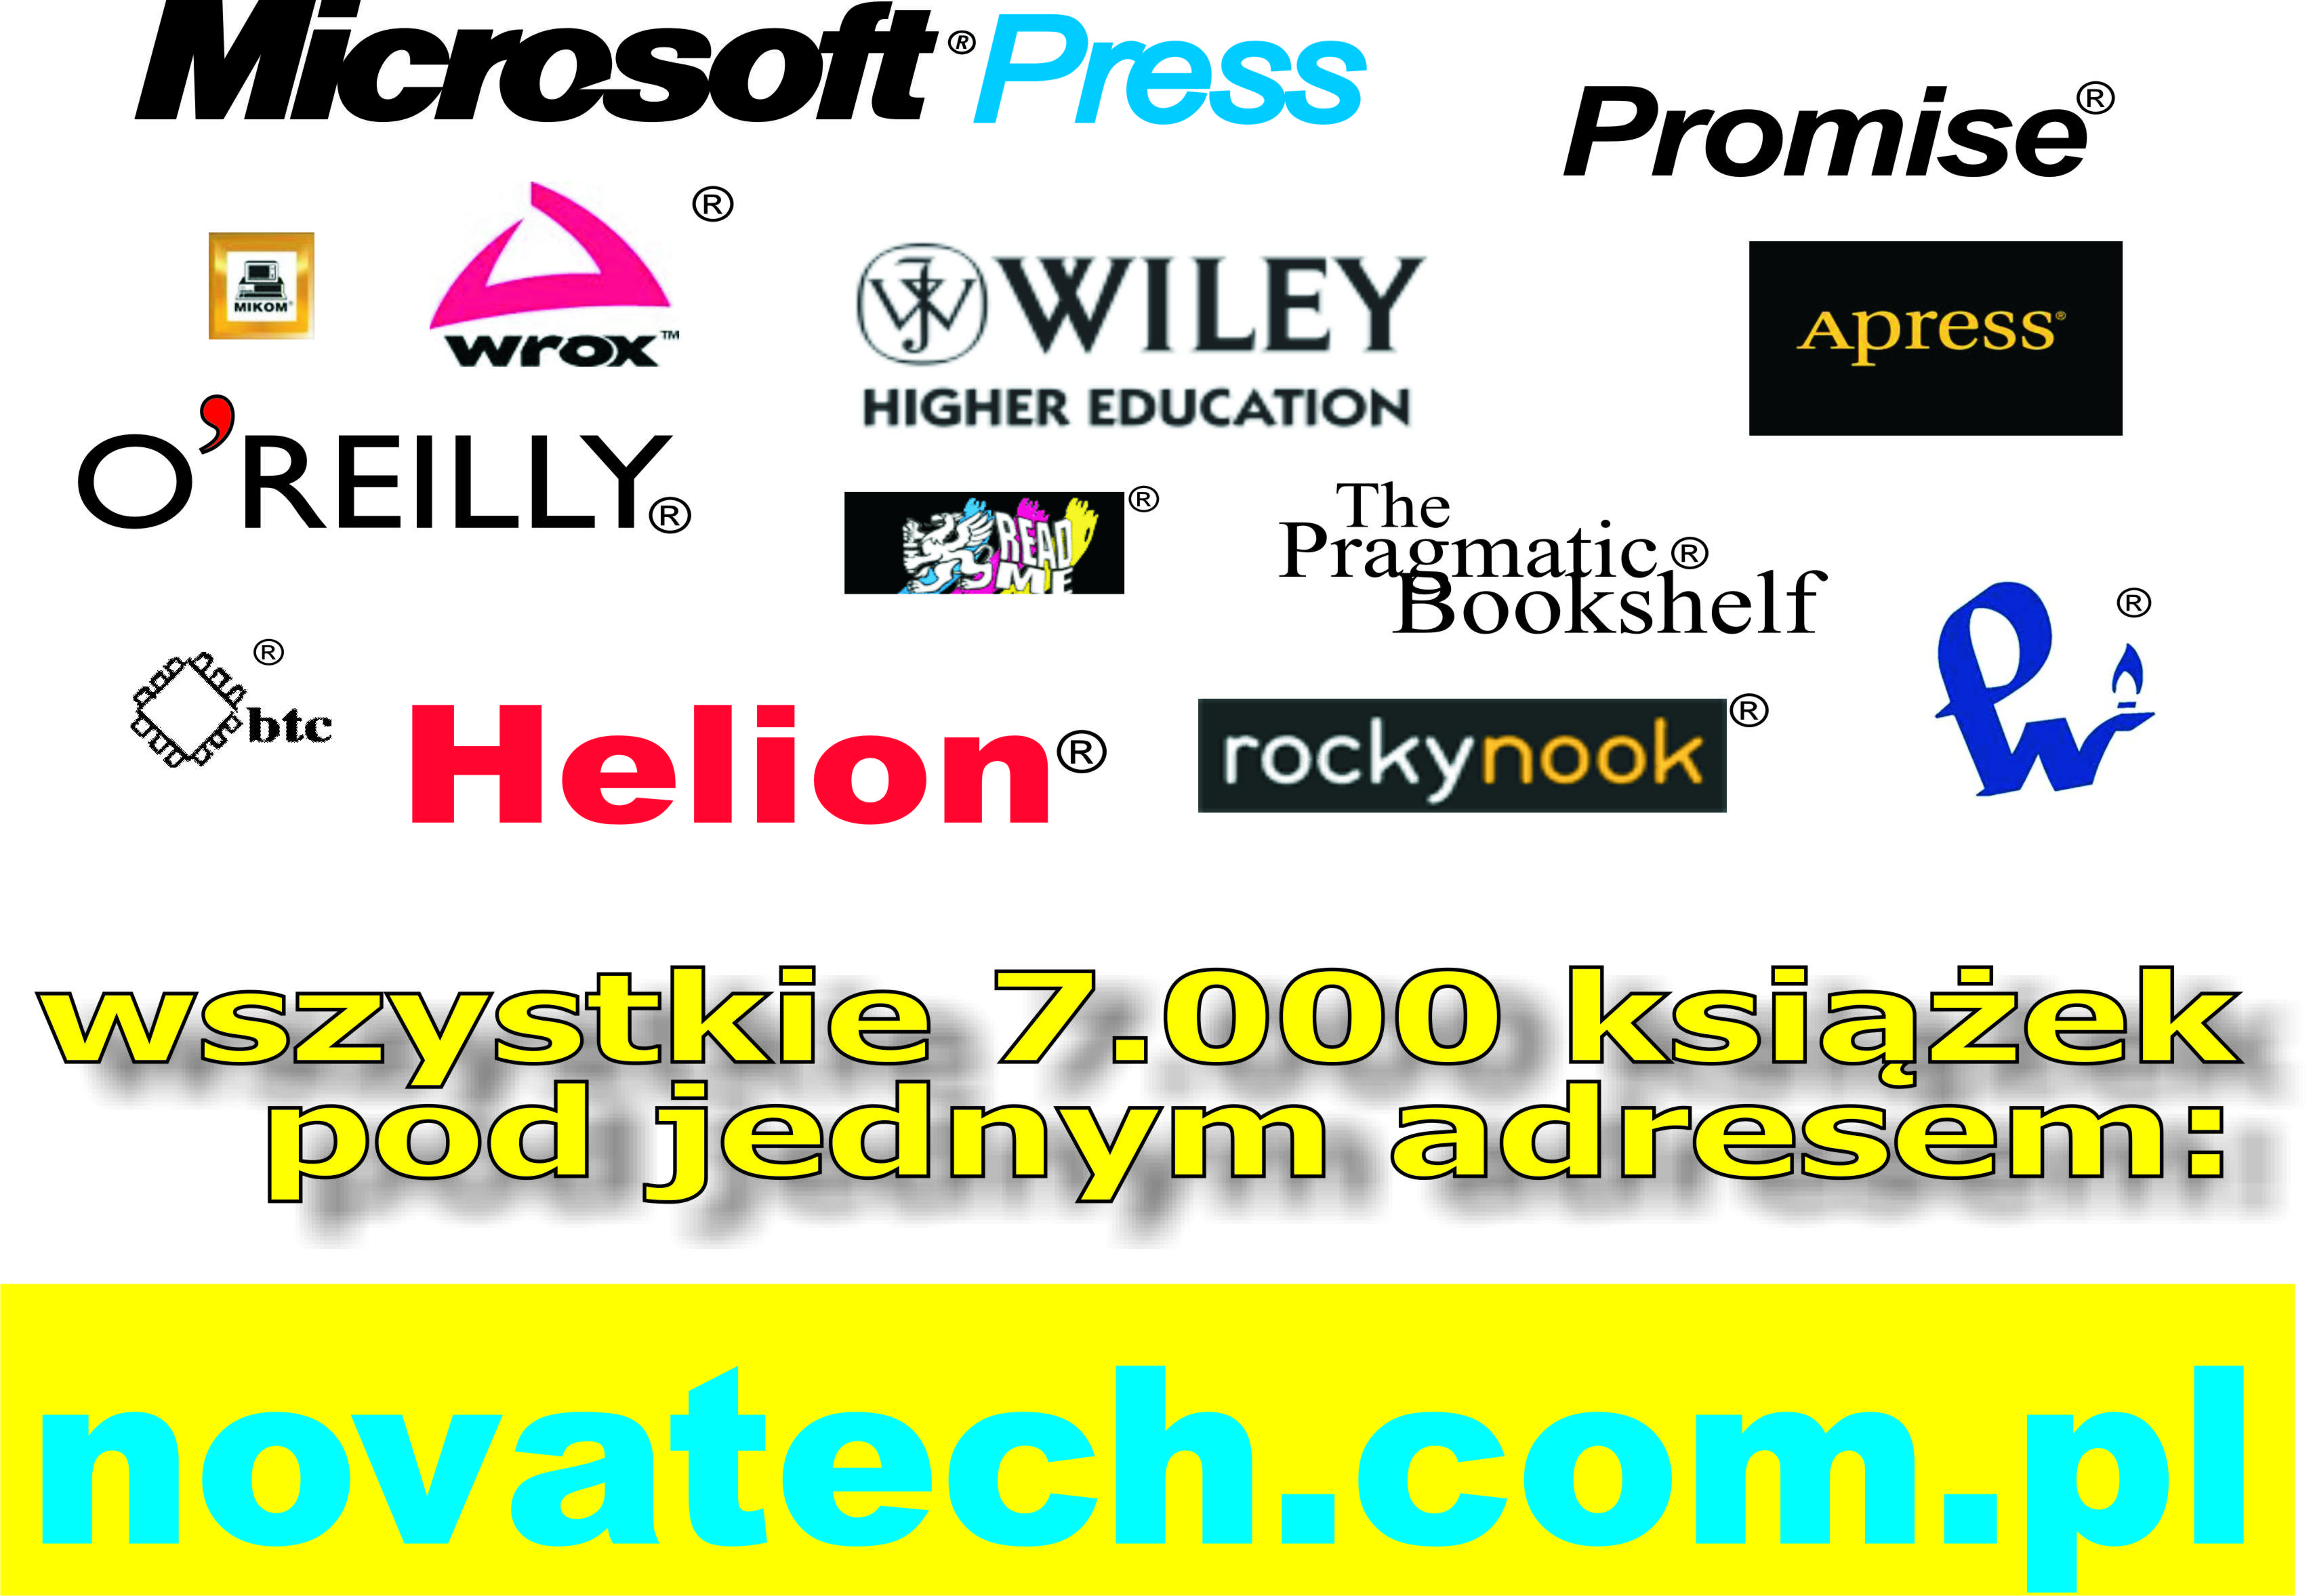 Microsoft® Press
Promise®
MIKOM®
wrox™ ®
WILEY
HIGHER EDUCATION
Apress®
O'REILLY®
READ
ME
®
The
Pragmatic®
Bookshelf
®
btc®
Helion®
rockynook®
wszystkie 7.000 książek
pod jednym adresem:
novatech.com.pl